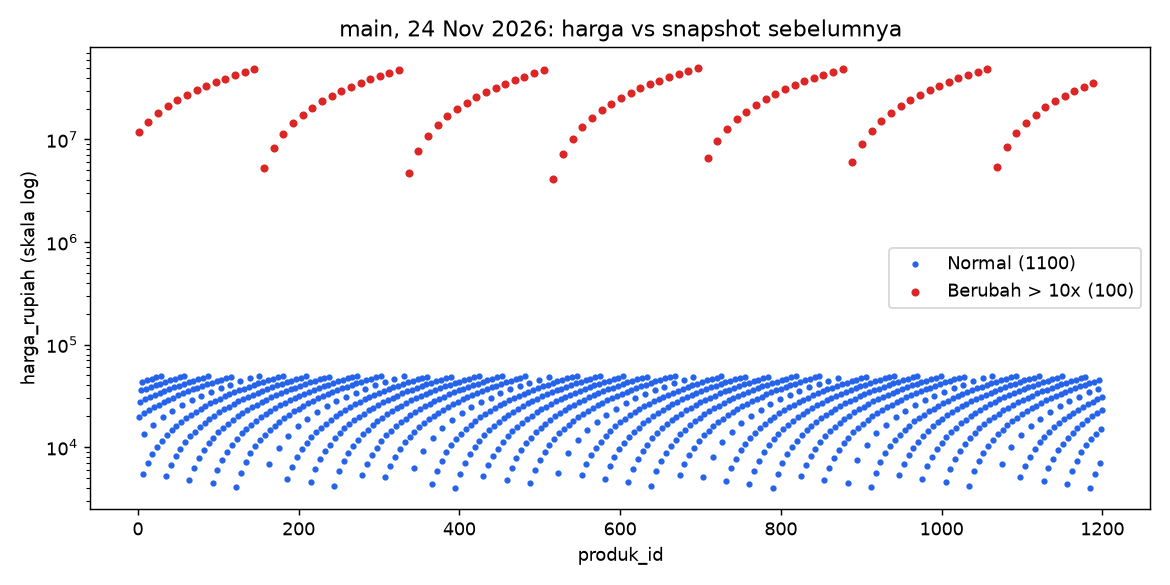 main, 24 Nov 2026: harga vs snapshot sebelumnya
harga_rupiah (skala log)
10⁷
10⁶
10⁵
10⁴
Normal (1100)
Berubah > 10x (100)
0 200 400 600 800 1000 1200
produk_id